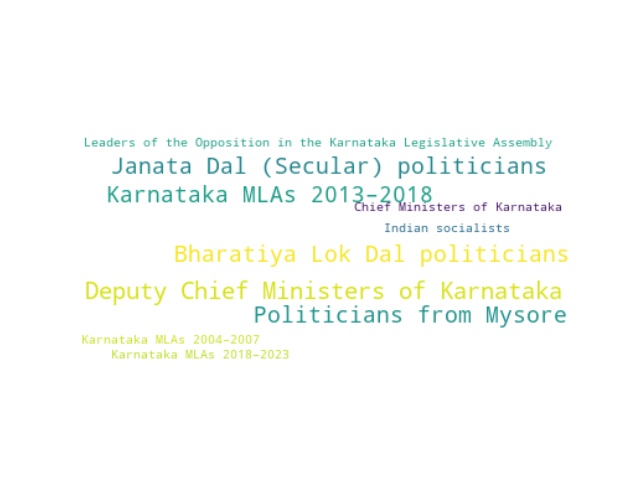 Leaders of the Opposition in the Karnataka Legislative Assembly
Janata Dal (Secular) politicians
Karnataka MLAs 2013–2018
Chief Ministers of Karnataka
Indian socialists
Bharatiya Lok Dal politicians
Deputy Chief Ministers of Karnataka
Politicians from Mysore
Karnataka MLAs 2004–2007
Karnataka MLAs 2018–2023